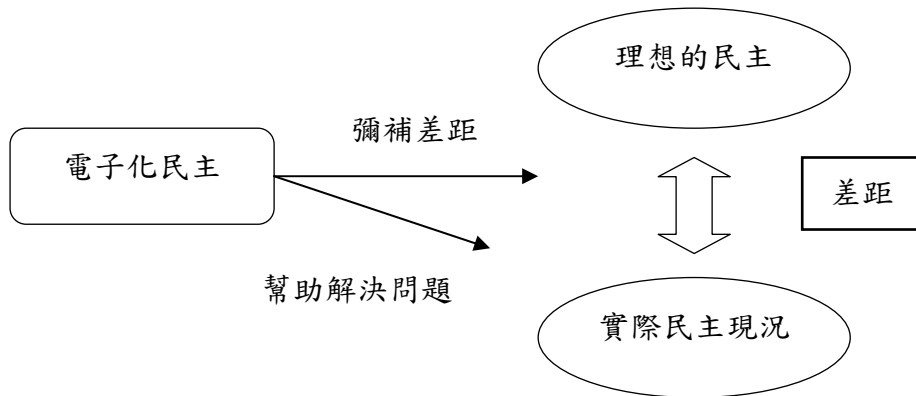 理想的民主
彌補差距
電子化民主
差距
幫助解決問題
實際民主現況